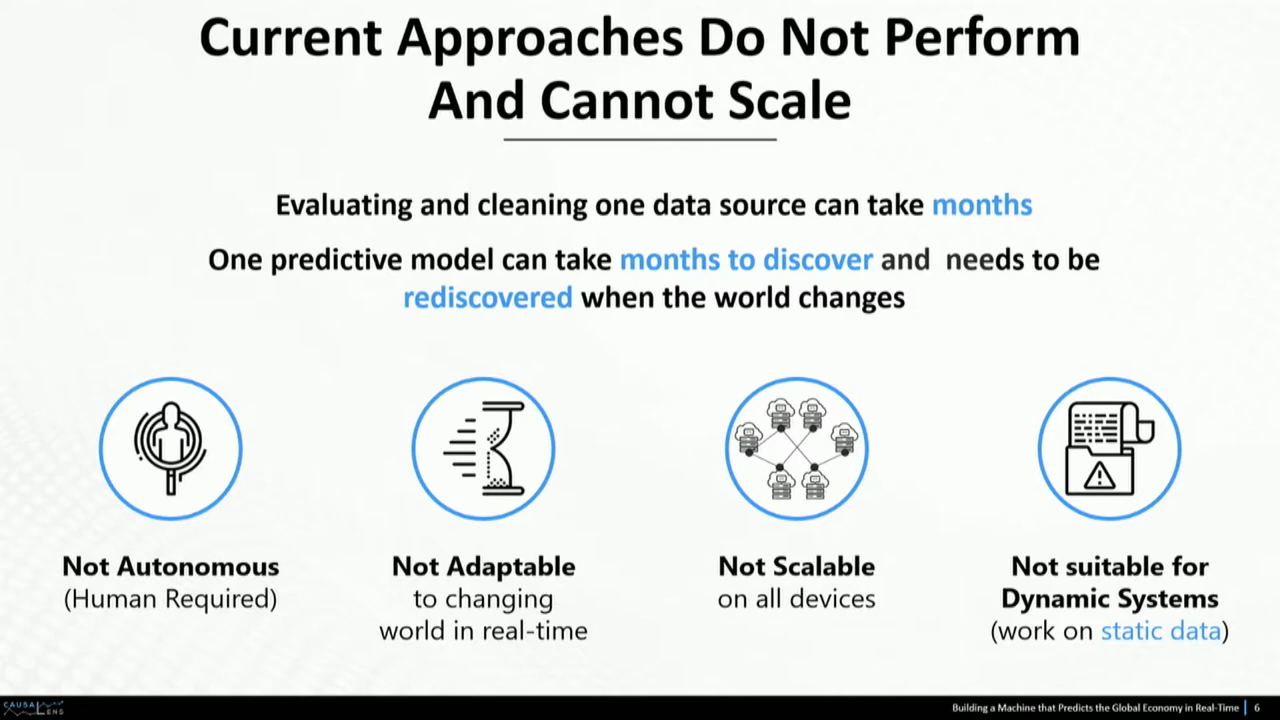 Current Approaches Do Not Perform
And Cannot Scale
Evaluating and cleaning one data source can take months
One predictive model can take months to discover and needs to be
rediscovered when the world changes
Not Autonomous
(Human Required)
Not Adaptable
to changing
world in real-time
Not Scalable
on all devices
Not suitable for
Dynamic Systems
(work on static data)
CAUSALENS
Building a Machine that Predicts the Global Economy in Real-Time | 6